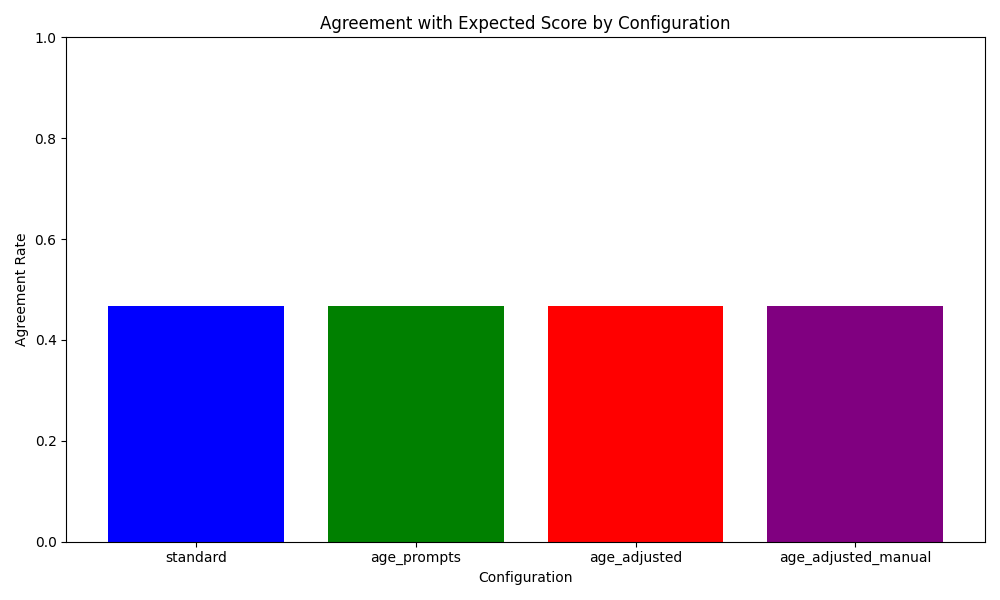 Agreement with Expected Score by Configuration
1.0
0.8
0.6
0.4
0.2
0.0
Agreement Rate
standard age_prompts age_adjusted age_adjusted_manual
Configuration